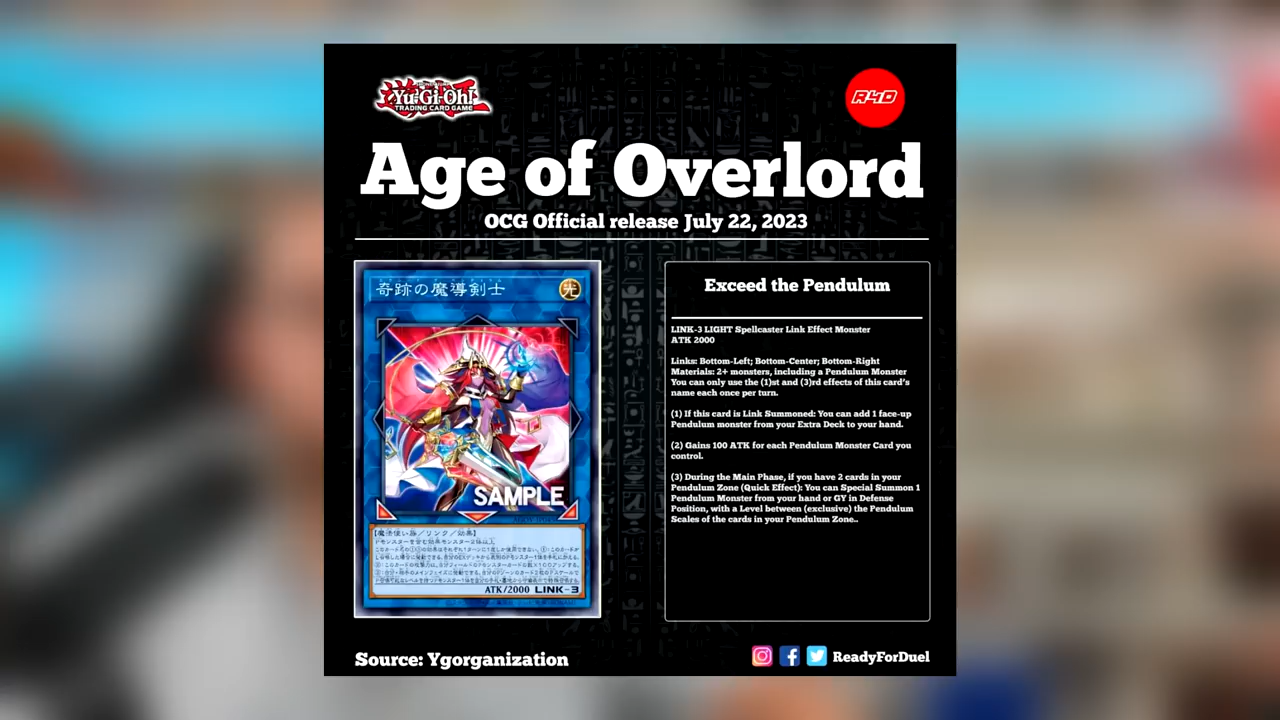 Yu-Gi-Oh!
TRADING CARD GAME
R4D
Age of Overlord
OCG Official release July 22, 2023
奇跡の魔導剣士
光
SAMPLE
【魔法使い族/リンク/効果】
ATK/2000 LINK-3
Exceed the Pendulum
LINK-3 LIGHT Spellcaster Link Effect Monster
ATK 2000
Links: Bottom-Left; Bottom-Center; Bottom-Right
Materials: 2+ monsters, including a Pendulum Monster
You can only use the (1)st and (3)rd effects of this card's
name each once per turn.
(1) If this card is Link Summoned: You can add 1 face-up
Pendulum monster from your Extra Deck to your hand.
(2) Gains 100 ATK for each Pendulum Monster Card you
control.
(3) During the Main Phase, if you have 2 cards in your
Pendulum Zone (Quick Effect): You can Special Summon 1
Pendulum Monster from your hand or GY in Defense
Position, with a Level between (exclusive) the Pendulum
Scales of the cards in your Pendulum Zone..
Source: Ygorganization
ReadyForDuel